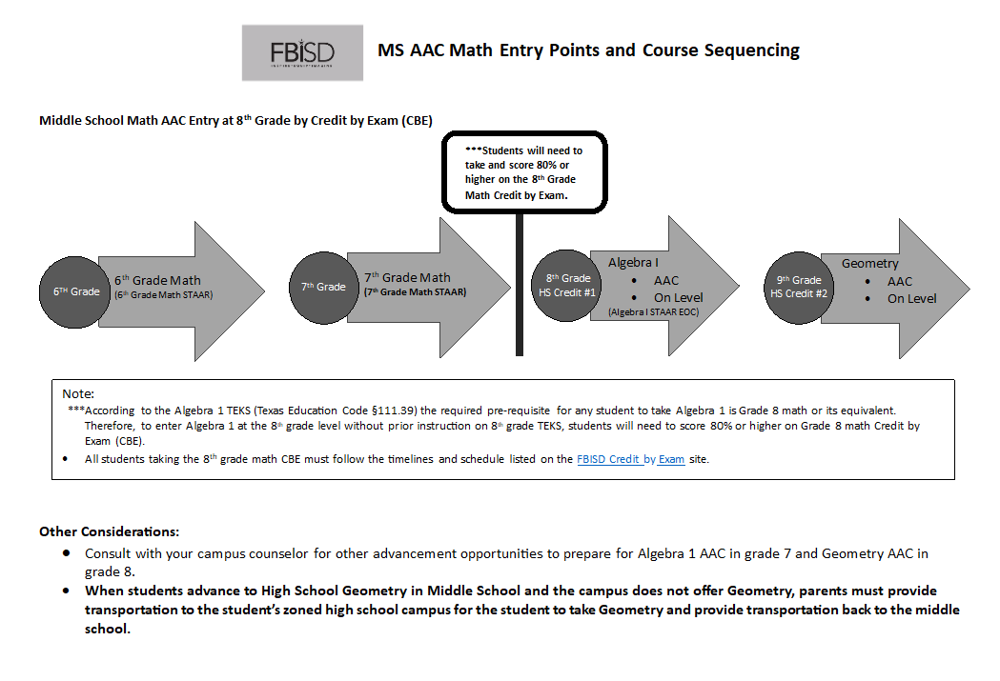 FBISD
MS AAC Math Entry Points and Course Sequencing
Middle School Math AAC Entry at 8th Grade by Credit by Exam (CBE)
***Students will need to
take and score 80% or
higher on the 8th Grade
Math Credit by Exam.
6TH Grade
6th Grade Math
(6th Grade Math STAAR)
7th Grade
7th Grade Math
(7th Grade Math STAAR)
8th Grade
HS Credit #1
Algebra I
• AAC
• On Level
(Algebra I STAAR EOC)
9th Grade
HS Credit #2
Geometry
• AAC
• On Level
Note:
***According to the Algebra 1 TEKS (Texas Education Code §111.39) the required pre-requisite for any student to take Algebra 1 is Grade 8 math or its equivalent.
Therefore, to enter Algebra 1 at the 8th grade level without prior instruction on 8th grade TEKS, students will need to score 80% or higher on Grade 8 math Credit by
Exam (CBE).
• All students taking the 8th grade math CBE must follow the timelines and schedule listed on the FBISD Credit by Exam site.
Other Considerations:
• Consult with your campus counselor for other advancement opportunities to prepare for Algebra 1 AAC in grade 7 and Geometry AAC in
grade 8.
• When students advance to High School Geometry in Middle School and the campus does not offer Geometry, parents must provide
transportation to the student's zoned high school campus for the student to take Geometry and provide transportation back to the middle
school.